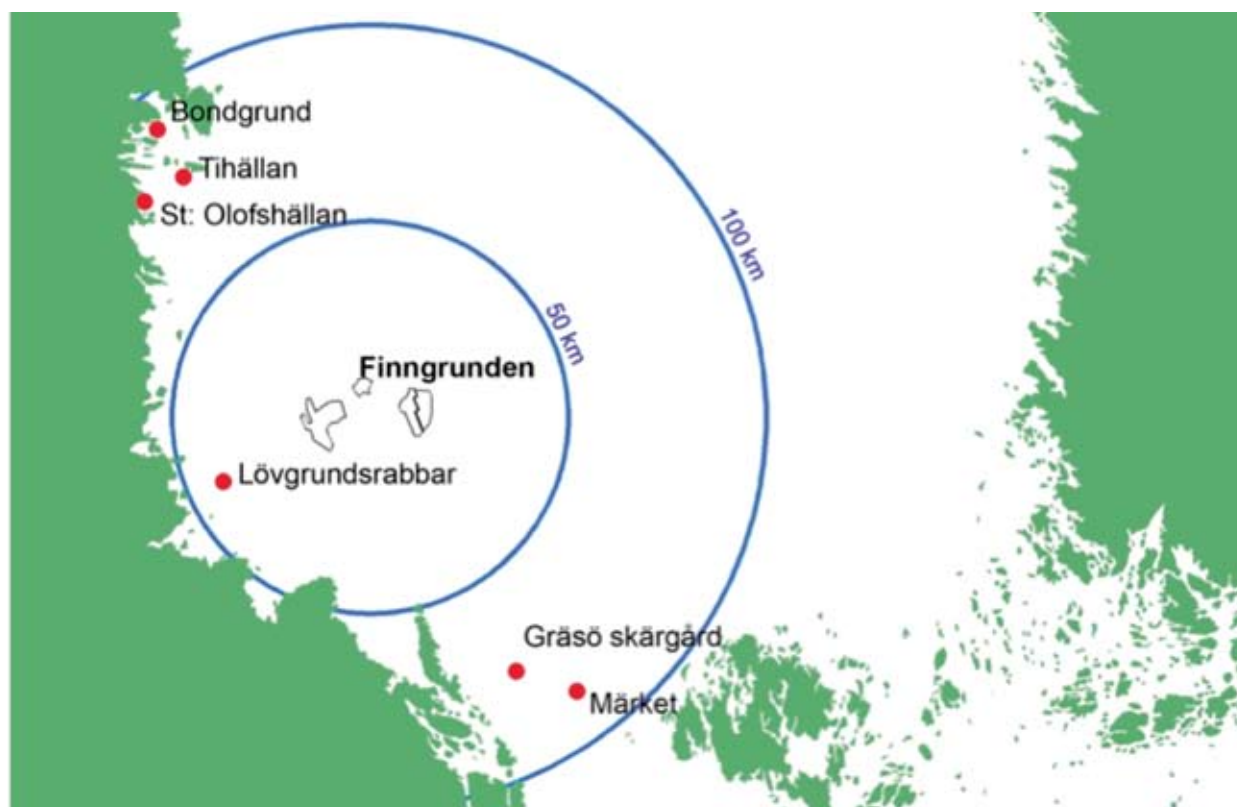 Bondgrund
Tihällan
St: Olofshällan
100 km
50 km
Finngrunden
Lövgrundsrabbar
Gräsö skärgård
Märket